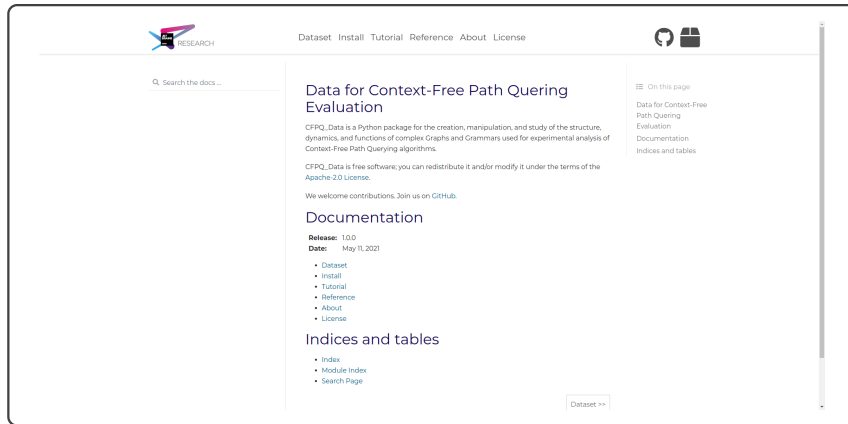 RESEARCH
Dataset Install Tutorial Reference About License
Search the docs ...
Data for Context-Free Path Quering
Evaluation
CFPQ_Data is a Python package for the creation, manipulation, and study of the structure,
dynamics, and functions of complex Graphs and Grammars used for experimental analysis of
Context-Free Path Querying algorithms.
CFPQ_Data is free software; you can redistribute it and/or modify it under the terms of the
Apache-2.0 License.
We welcome contributions. Join us on GitHub.
Documentation
Release: 1.0.0
Date: May 11, 2021
• Dataset
• Install
• Tutorial
• Reference
• About
• License
Indices and tables
• Index
• Module Index
• Search Page
Dataset >>
On this page
Data for Context-Free
Path Quering
Evaluation
Documentation
Indices and tables